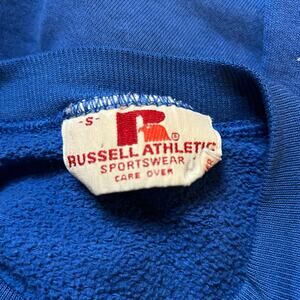 -S-
R®
RUSSELL ATHLETIC
SPORTSWEAR
CARE OVER